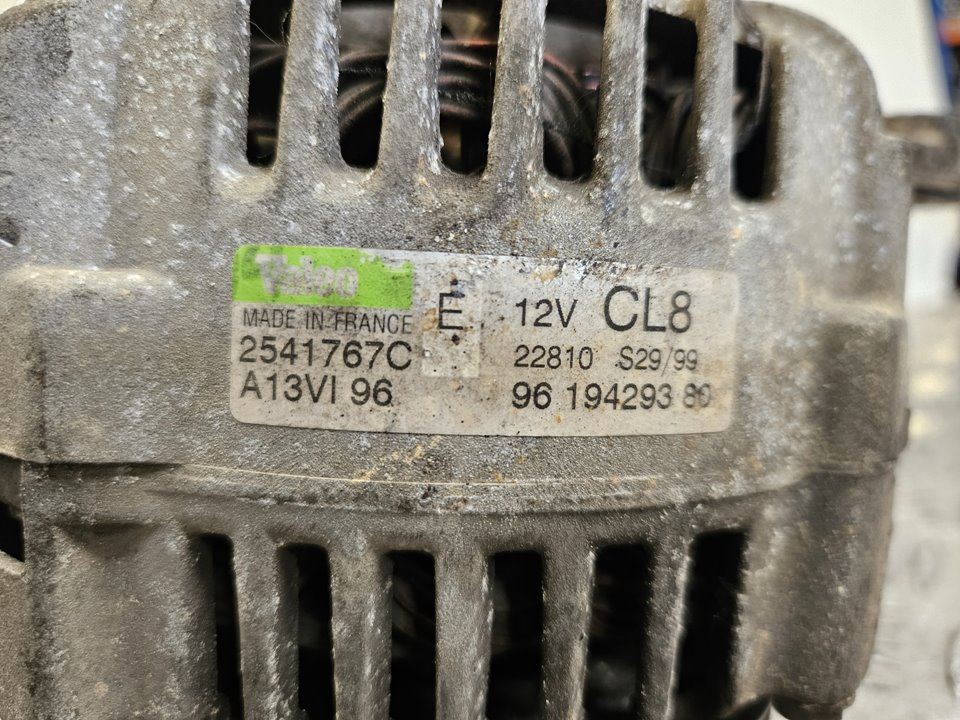 Valeo
MADE IN FRANCE E 12V CL8
2541767C 22810 S29/99
A13VI 96 96 194293 80